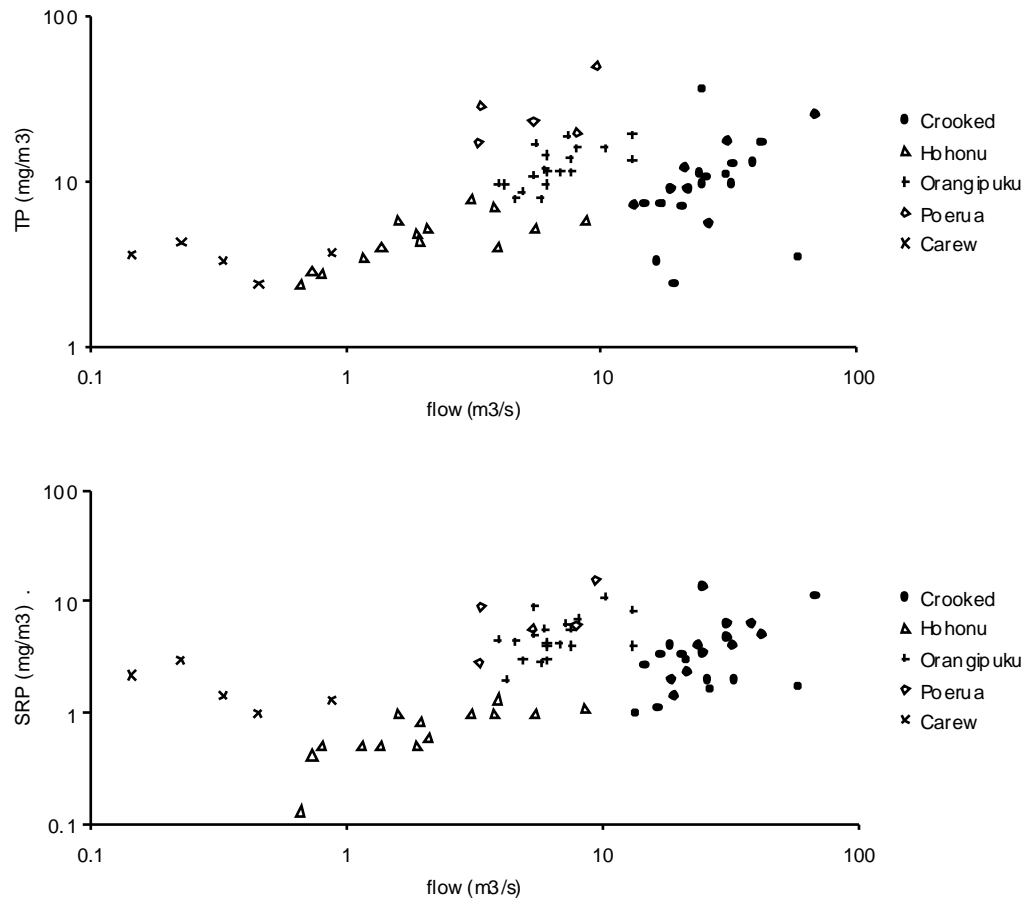 100
10
1
TP (mg/m3)
0.1 1 10 100
flow (m3/s)
Crooked
Hohonu
Orangipuku
Poerua
Carew
100
10
1
0.1
SRP (mg/m3) .
0.1 1 10 100
flow (m3/s)
Crooked
Hohonu
Orangipuku
Poerua
Carew